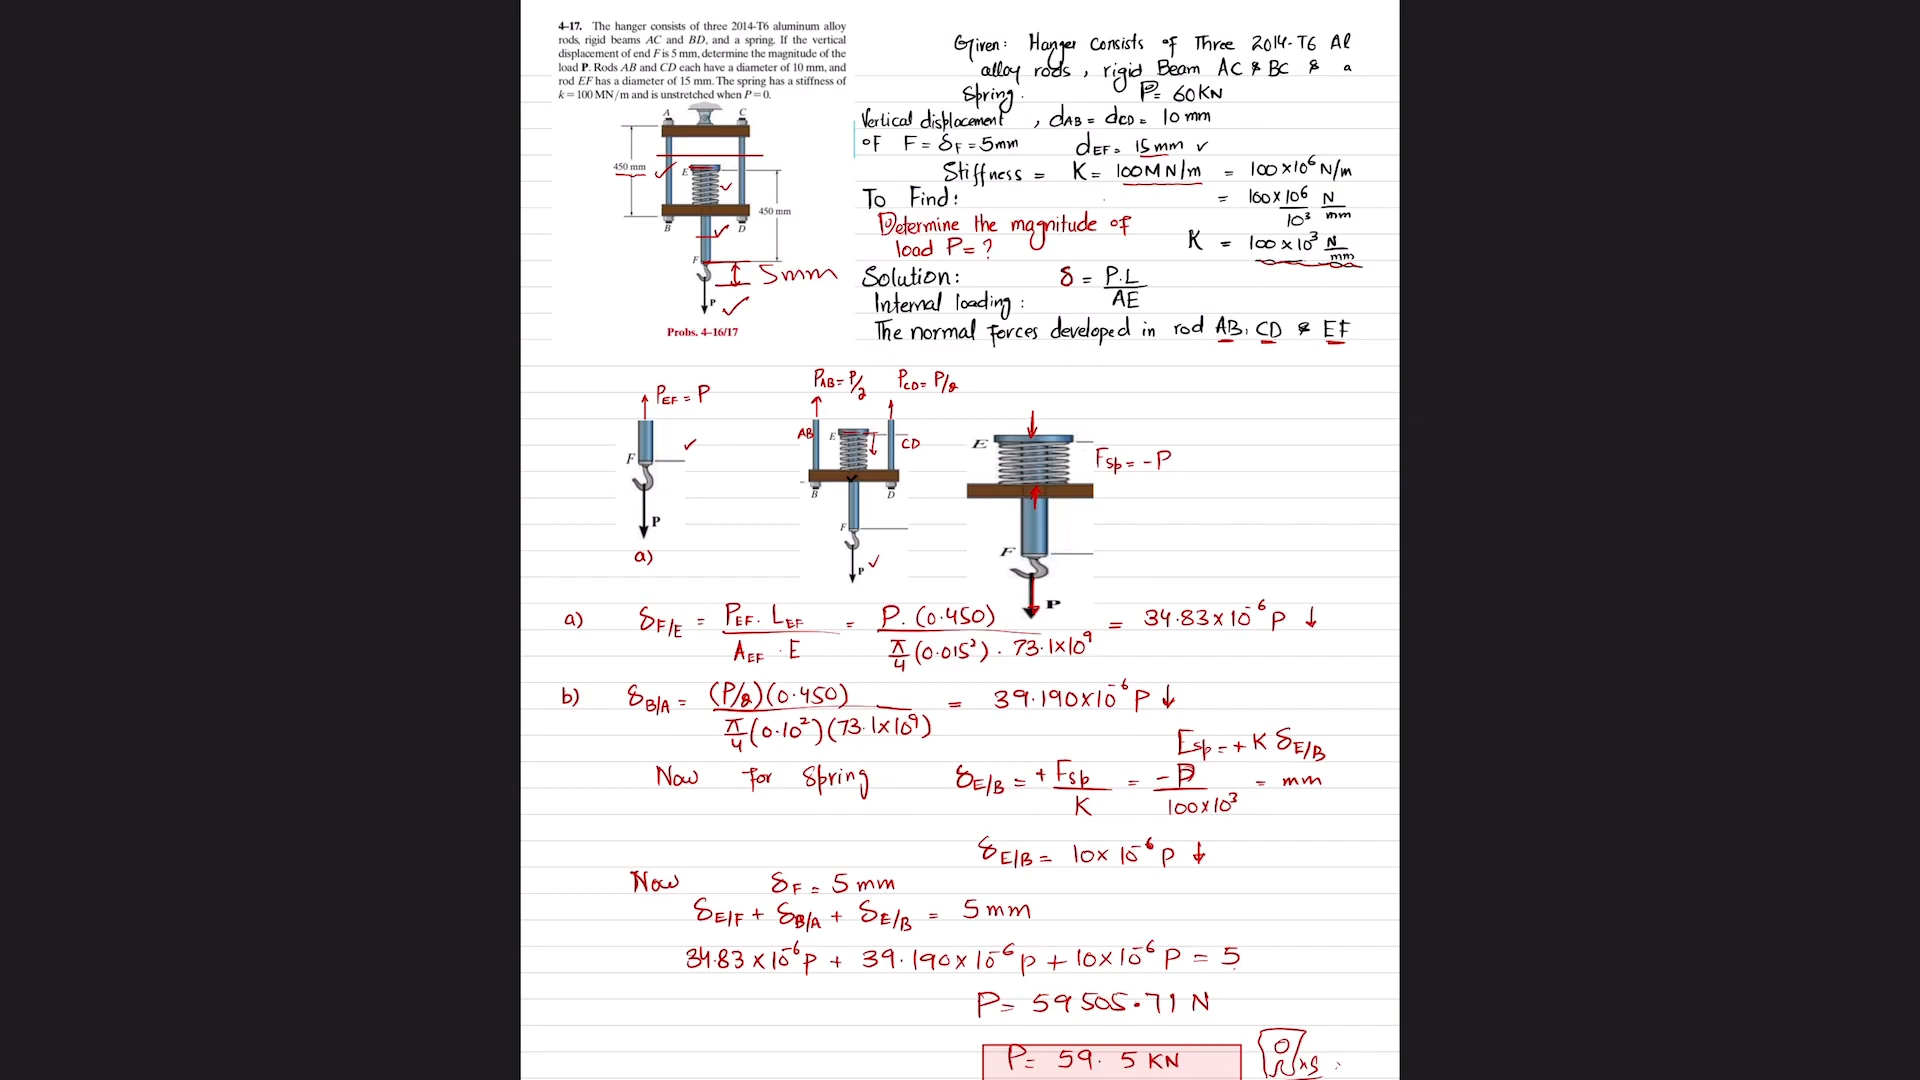 4–17. The hanger consists of three 2014-T6 aluminum alloy
rods, rigid beams AC and BD, and a spring. If the vertical
displacement of end F is 5 mm, determine the magnitude of the
load P. Rods AB and CD each have a diameter of 10 mm, and
rod EF has a diameter of 15 mm. The spring has a stiffness of
k = 100 MN/m and is unstretched when P = 0.
A C
450 mm
E
450 mm
B D
F
5mm
P
Probs. 4–16/17
Given: Hanger Consists of Three 2014-T6 Al
alloy rods, rigid Beam AC & BC & a
Spring. P= 60KN
Vertical displacement , dAB = dCD = 10 mm
of F = δF = 5mm dEF = 15 mm ✓
Stiffness = K = 100MN/m = 100×10⁶ N/m
To Find: = 100×10⁶/10³ N/mm
Determine the magnitude of
load P=? K = 100×10³ N/mm
Solution: δ = P.L/AE
Internal loading:
The normal forces developed in rod AB, CD & EF
PEF = P
F
P
a)
PAB = P/2 PCD = P/2
AB E CD
B D
F
P
E
Fsp = -P
F
P
a) δF/E = PEF. LEF/AEF . E = P. (0.450)/π/4 (0.015²). 73.1×10⁹ = 34.83×10⁻⁶ P ↓
b) δB/A = (P/2)(0.450)/π/4 (0.10²)(73.1×10⁹) = 39.190×10⁻⁶ P ↓
Fsp = + K δE/B
Now for Spring δE/B = + Fsp/K = -P/100×10³ = mm
δE/B = 10×10⁻⁶ P ↓
Now δF = 5 mm
δE/F + δB/A + δE/B = 5 mm
34.83×10⁻⁶P + 39.190×10⁻⁶P + 10×10⁻⁶ P = 5
P= 59505.71 N
P= 59.5 KN